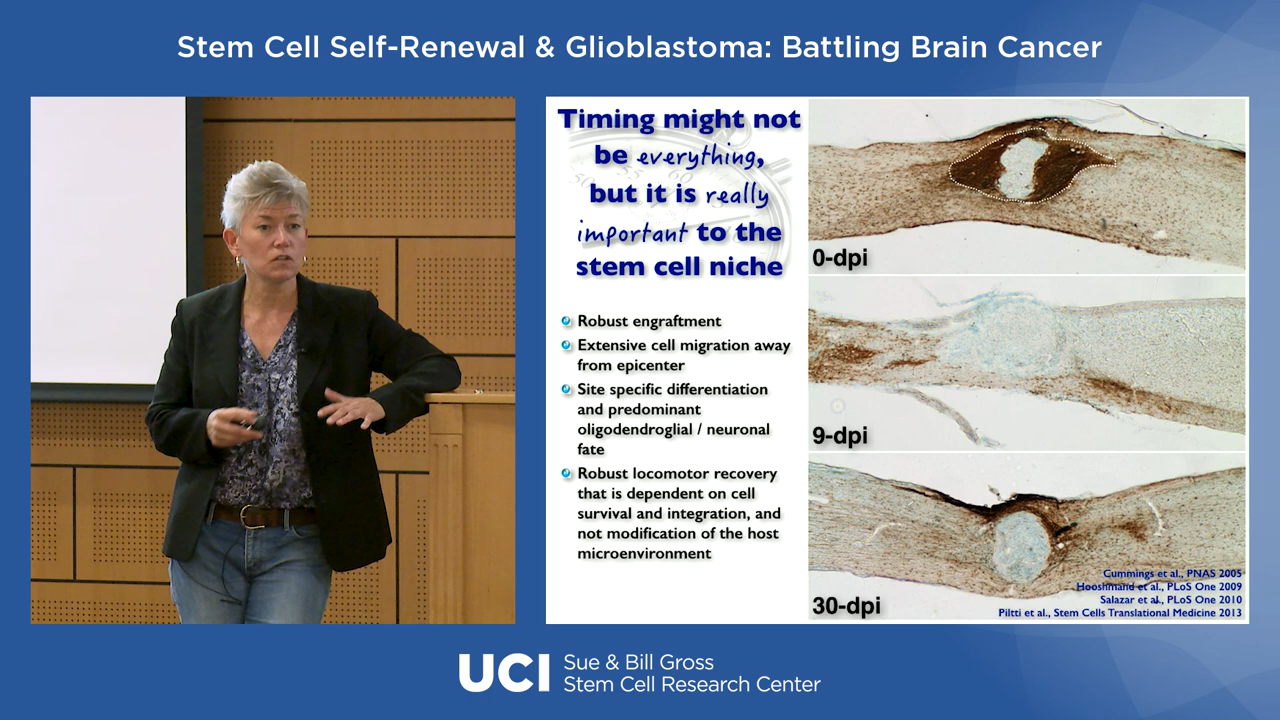 Stem Cell Self-Renewal & Glioblastoma: Battling Brain Cancer
Timing might not
be everything,
but it is really
important to the
stem cell niche
Robust engraftment
Extensive cell migration away
from epicenter
Site specific differentiation
and predominant
oligodendroglial / neuronal
fate
Robust locomotor recovery
that is dependent on cell
survival and integration, and
not modification of the host
microenvironment
0-dpi
9-dpi
30-dpi
Cummings et al., PNAS 2005
Hooshmand et al., PLoS One 2009
Salazar et al., PLoS One 2010
Piltti et al., Stem Cells Translational Medicine 2013
UCI
Sue & Bill Gross
Stem Cell Research Center